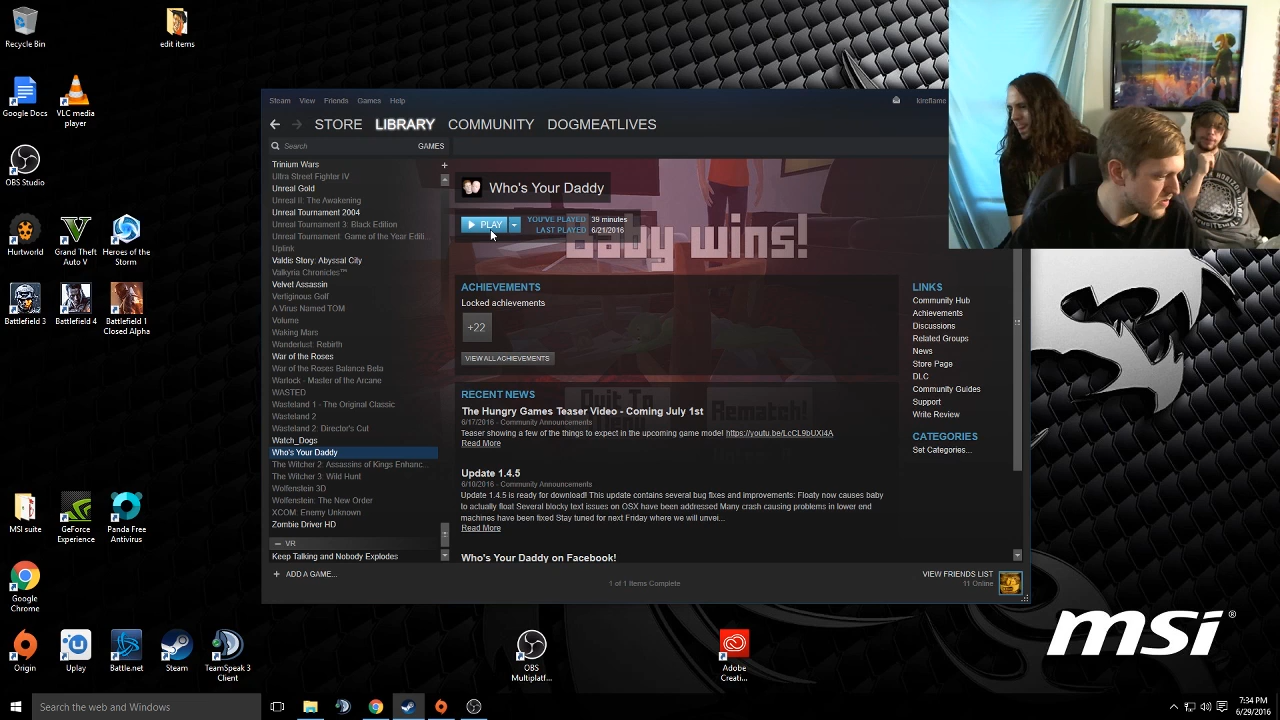 Recycle Bin
edit items
Google Docs
VLC media
player
OBS Studio
Hurtworld
Grand Theft
Auto V
Heroes of the
Storm
Battlefield 3
Battlefield 4
Battlefield 1
Closed Alpha
MSI suite
GeForce
Experience
Panda Free
Antivirus
Google
Chrome
Origin
Uplay
Battle.net
Steam
TeamSpeak 3
Client
OBS
Multiplatf...
Adobe
Creati...
Steam View Friends Games Help
kireflame
STORE LIBRARY COMMUNITY DOGMEATLIVES
Search GAMES
Trinium Wars
Ultra Street Fighter IV
Unreal Gold
Unreal II: The Awakening
Unreal Tournament 2004
Unreal Tournament 3: Black Edition
Unreal Tournament: Game of the Year Editi...
Uplink
Valdis Story: Abyssal City
Valkyria Chronicles™
Velvet Assassin
Vertiginous Golf
A Virus Named TOM
Volume
Waking Mars
Wanderlust: Rebirth
War of the Roses
War of the Roses Balance Beta
Warlock - Master of the Arcane
WASTED
Wasteland 1 - The Original Classic
Wasteland 2
Wasteland 2: Director's Cut
Watch_Dogs
Who's Your Daddy
The Witcher 2: Assassins of Kings Enhanc...
The Witcher 3: Wild Hunt
Wolfenstein 3D
Wolfenstein: The New Order
XCOM: Enemy Unknown
Zombie Driver HD
VR
Keep Talking and Nobody Explodes
+ ADD A GAME...
Who's Your Daddy
PLAY
YOU'VE PLAYED 39 minutes
LAST PLAYED 6/21/2016
Baby wins!
ACHIEVEMENTS
Locked achievements
+22
VIEW ALL ACHIEVEMENTS
RECENT NEWS
Quit To
Rematch!
The Hungry Games Teaser Video - Coming July 1st
6/17/2016 - Community Announcements
Teaser showing a few of the things to expect in the upcoming game mode! https://youtu.be/LcCL9bUXI4A
Read More
Update 1.4.5
6/10/2016 - Community Announcements
Update 1.4.5 is ready for download! This update contains several bug fixes and improvements: Floaty now causes baby
to actually float Several blocky text issues on OSX have been addressed Many crash causing problems in lower end
machines have been fixed Stay tuned for next Friday where we will unvei...
Read More
Who's Your Daddy on Facebook!
LINKS
Community Hub
Achievements
Discussions
Related Groups
News
Store Page
DLC
Community Guides
Support
Write Review
CATEGORIES
Set Categories...
1 of 1 Items Complete
VIEW FRIENDS LIST
11 Online
msi®
Search the web and Windows
7:34 PM
6/29/2016